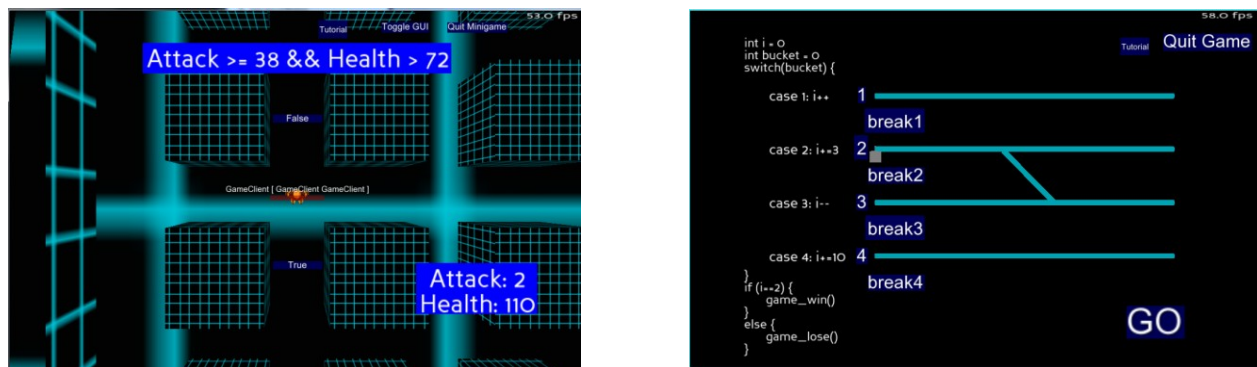 53.0 fps
Tutorial
Toggle GUI
Quit Minigame
Attack >= 38 && Health > 72
False
GameClient [ GameClient GameClient ]
True
Attack: 2
Health: 110
58.0 fps
Tutorial
Quit Game
int i = 0
int bucket = 0
switch(bucket) {
case 1: i++
1
break1
case 2: i+=3
2
break2
case 3: i--
3
break3
case 4: i+=10
4
break4
}
if (i==2) {
game_win()
}
else {
game_lose()
}
GO